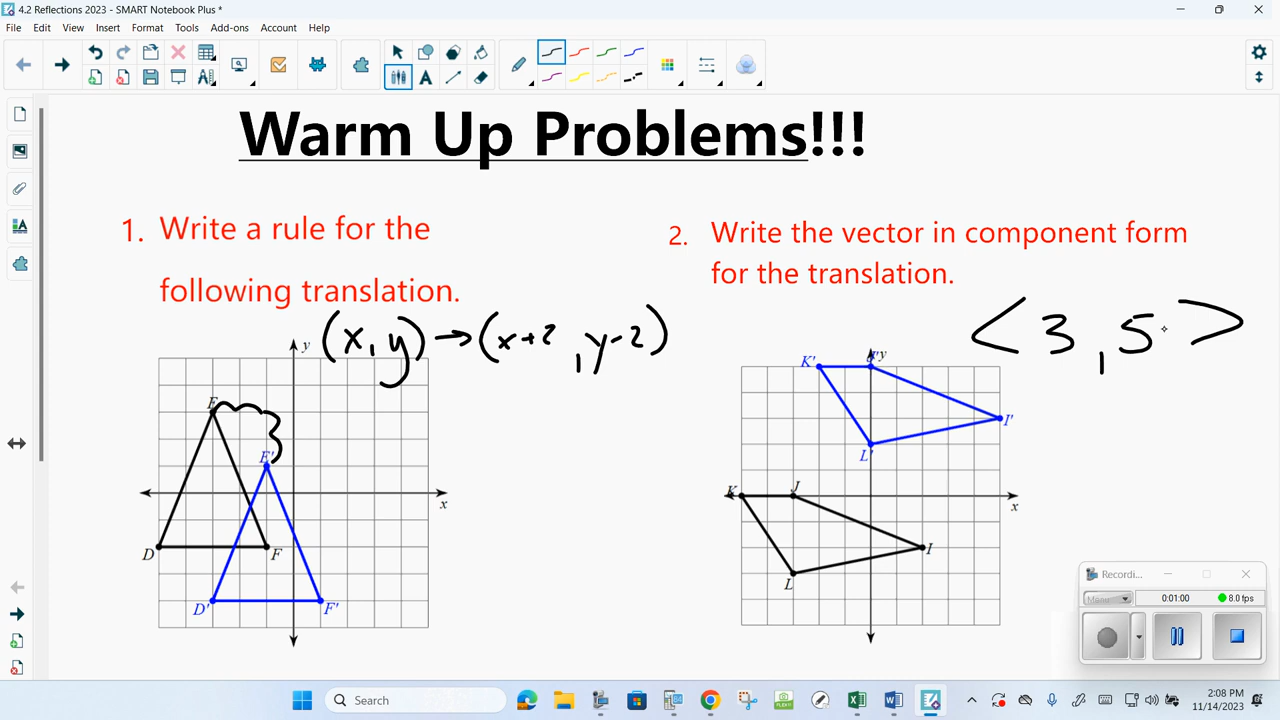 4.2 Reflections 2023 - SMART Notebook Plus *
File Edit View Insert Format Tools Add-ons Account Help
Warm Up Problems!!!
1. Write a rule for the
following translation.
(x, y) → (x+2, y-2)
y
E
E'
x
D
F
D'
F'
2. Write the vector in component form
for the translation.
<3, 5>
K'
y
I'
L'
K
J
x
I
L
Recordi...
Menu
0:01:00
8.0 fps
Search
2:08 PM
11/14/2023